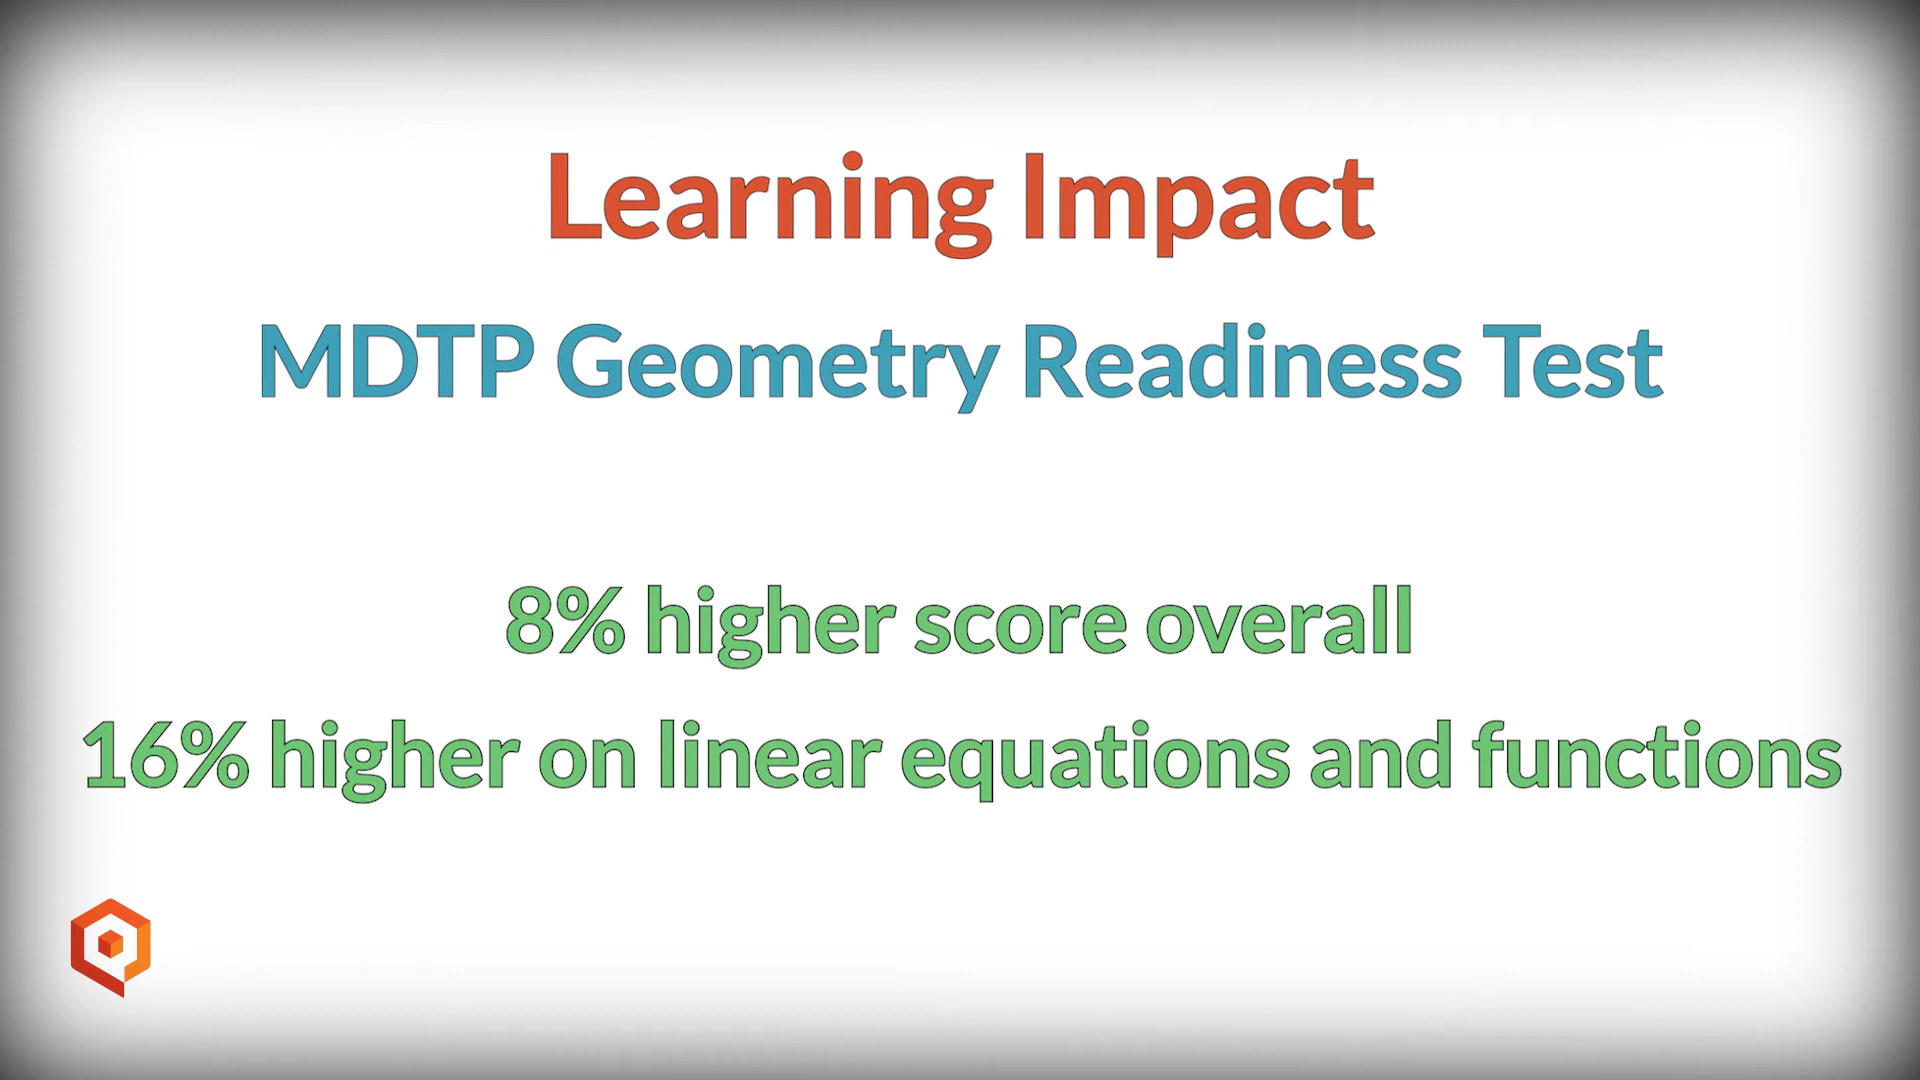 Learning Impact
MDTP Geometry Readiness Test
8% higher score overall
16% higher on linear equations and functions